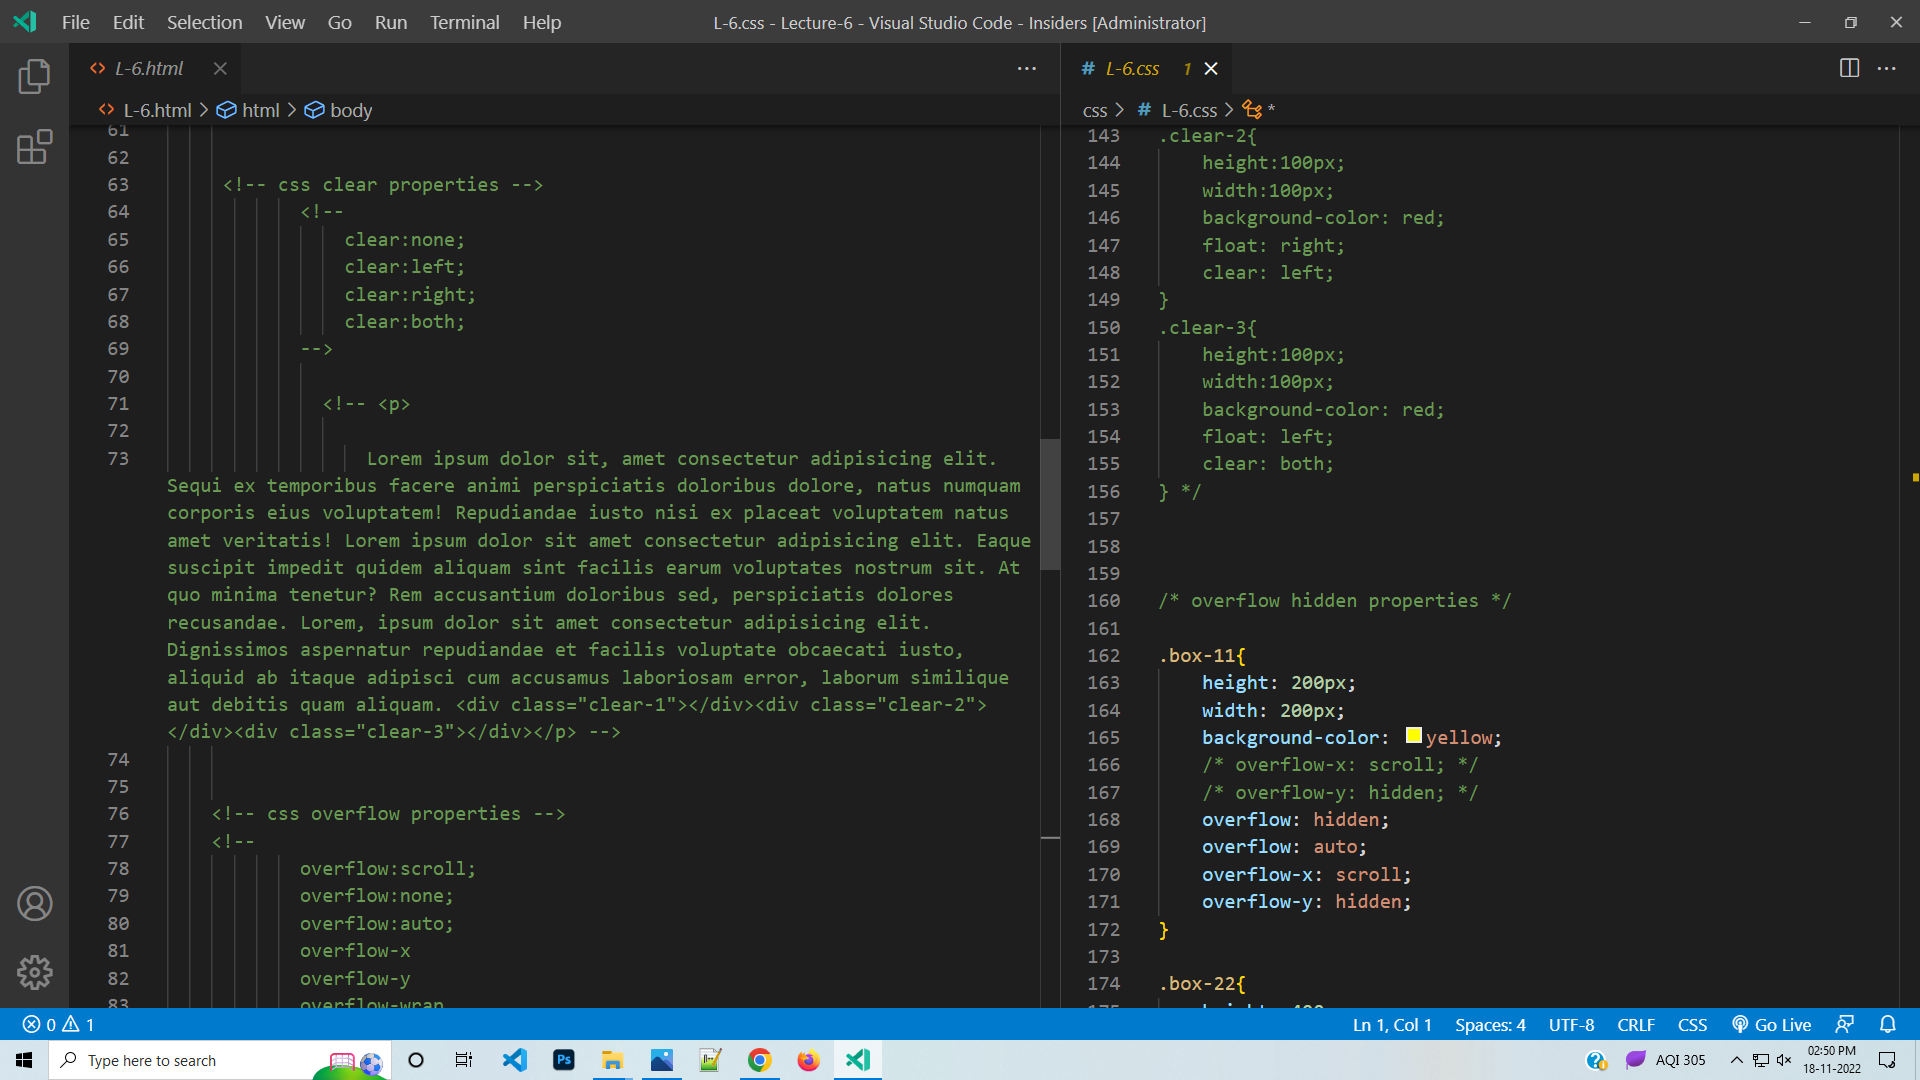 File Edit Selection View Go Run Terminal Help
L-6.css - Lecture-6 - Visual Studio Code - Insiders [Administrator]
L-6.html
L-6.html > html > body
61
62
63 <!-- css clear properties -->
64 <!--
65 clear:none;
66 clear:left;
67 clear:right;
68 clear:both;
69 -->
70
71 <!-- <p>
72
73 Lorem ipsum dolor sit, amet consectetur adipisicing elit.
Sequi ex temporibus facere animi perspiciatis doloribus dolore, natus numquam
corporis eius voluptatem! Repudiandae iusto nisi ex placeat voluptatem natus
amet veritatis! Lorem ipsum dolor sit amet consectetur adipisicing elit. Eaque
suscipit impedit quidem aliquam sint facilis earum voluptates nostrum sit. At
quo minima tenetur? Rem accusantium doloribus sed, perspiciatis dolores
recusandae. Lorem, ipsum dolor sit amet consectetur adipisicing elit.
Dignissimos aspernatur repudiandae et facilis voluptate obcaecati iusto,
aliquid ab itaque adipisci cum accusamus laboriosam error, laborum similique
aut debitis quam aliquam. <div class="clear-1"></div><div class="clear-2">
</div><div class="clear-3"></div></p> -->
74
75
76 <!-- css overflow properties -->
77 <!--
78 overflow:scroll;
79 overflow:none;
80 overflow:auto;
81 overflow-x
82 overflow-y
83 overflow-wrap
# L-6.css 1
css > # L-6.css > *
143 .clear-2{
144 height:100px;
145 width:100px;
146 background-color: red;
147 float: right;
148 clear: left;
149 }
150 .clear-3{
151 height:100px;
152 width:100px;
153 background-color: red;
154 float: left;
155 clear: both;
156 } */
157
158
159
160 /* overflow hidden properties */
161
162 .box-11{
163 height: 200px;
164 width: 200px;
165 background-color: yellow;
166 /* overflow-x: scroll; */
167 /* overflow-y: hidden; */
168 overflow: hidden;
169 overflow: auto;
170 overflow-x: scroll;
171 overflow-y: hidden;
172 }
173
174 .box-22{
0 1
Ln 1, Col 1 Spaces: 4 UTF-8 CRLF CSS Go Live
Type here to search
Ps
AQI 305
02:50 PM
18-11-2022